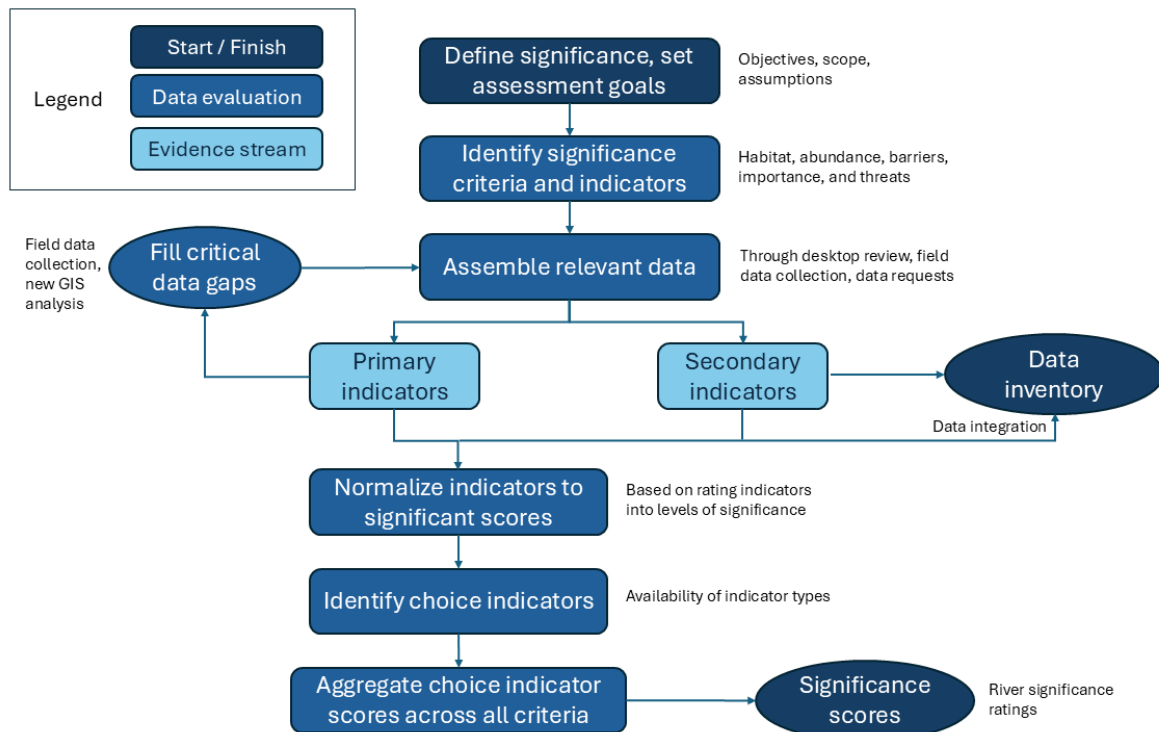 Legend
Start / Finish
Data evaluation
Evidence stream
Define significance, set
assessment goals
Objectives, scope,
assumptions
Identify significance
criteria and indicators
Habitat, abundance, barriers,
importance, and threats
Field data
collection,
new GIS
analysis
Fill critical
data gaps
Assemble relevant data
Through desktop review, field
data collection, data requests
Primary
indicators
Secondary
indicators
Data
inventory
Data integration
Normalize indicators to
significant scores
Based on rating indicators
into levels of significance
Identify choice indicators
Availability of indicator types
Aggregate choice indicator
scores across all criteria
Significance
scores
River significance
ratings